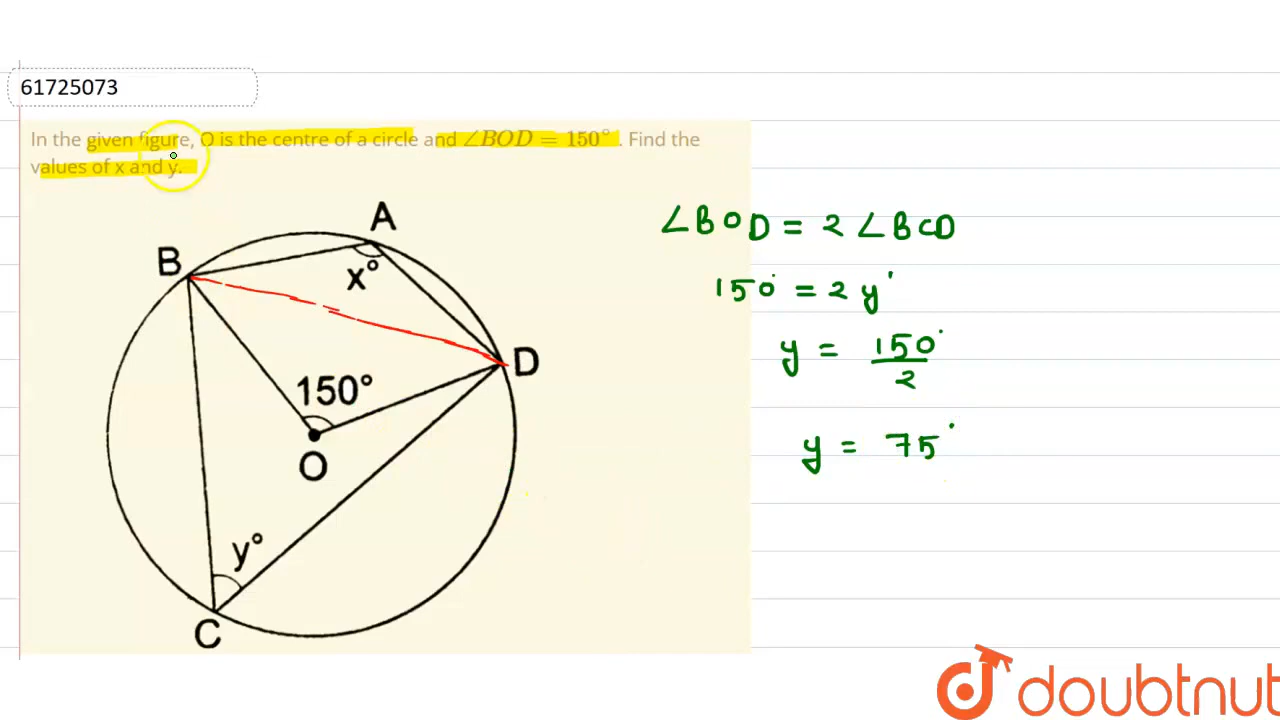 61725073
In the given figure, O is the centre of a circle and ∠BOD = 150°. Find the
values of x and y.
A
B
x°
D
150°
O
y°
C
∠BOD = 2 ∠BCD
150° = 2 y°
y = 150°/2
y = 75°
doubtnut